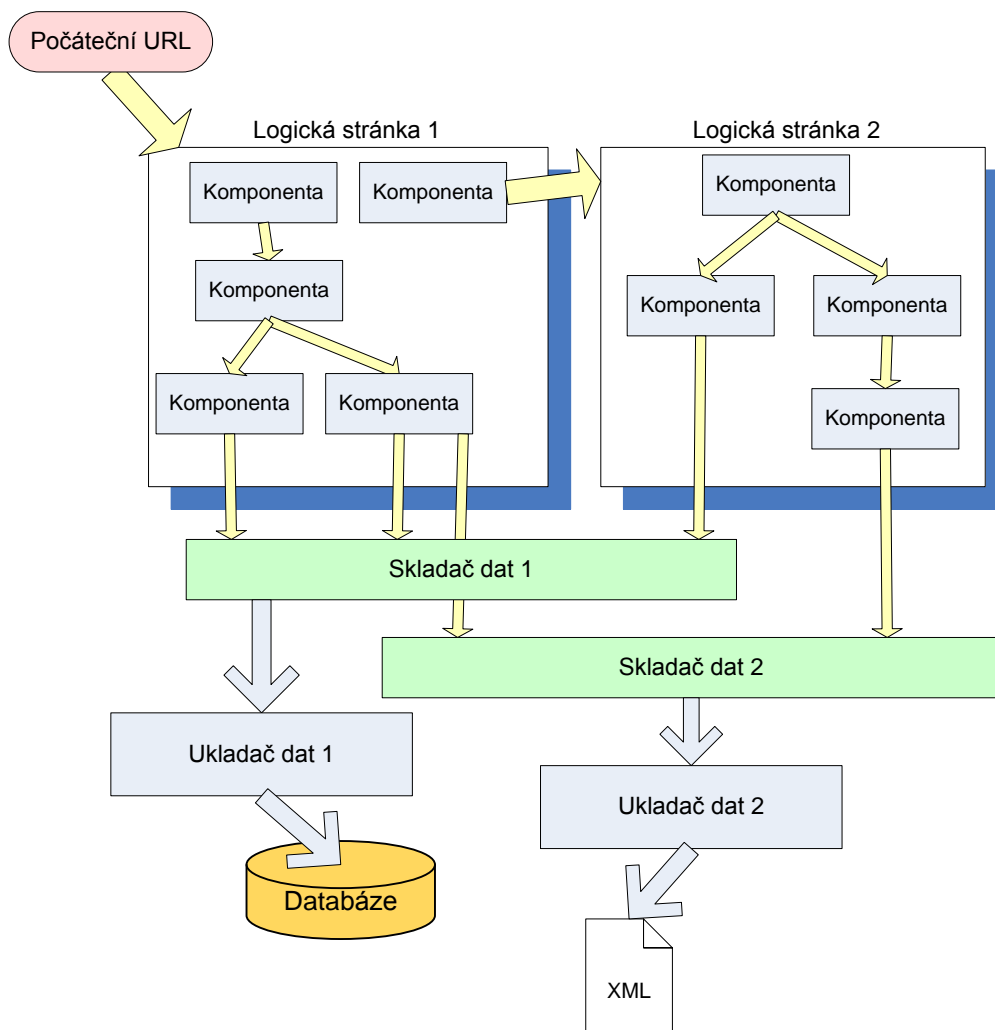 Počáteční URL
Logická stránka 1
Logická stránka 2
Komponenta
Komponenta
Komponenta
Komponenta
Komponenta
Komponenta
Komponenta
Komponenta
Komponenta
Skladač dat 1
Skladač dat 2
Ukladač dat 1
Ukladač dat 2
Databáze
XML